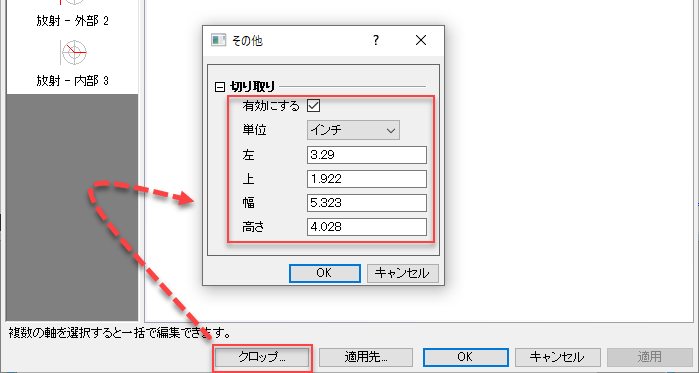 放射 - 外部 2
放射 - 内部 3
その他
?
切り取り
有効にする
単位 インチ
左 3.29
上 1.922
幅 5.323
高さ 4.028
OK キャンセル
複数の軸を選択すると一括で編集できます。
クロップ... 適用先... OK キャンセル 適用